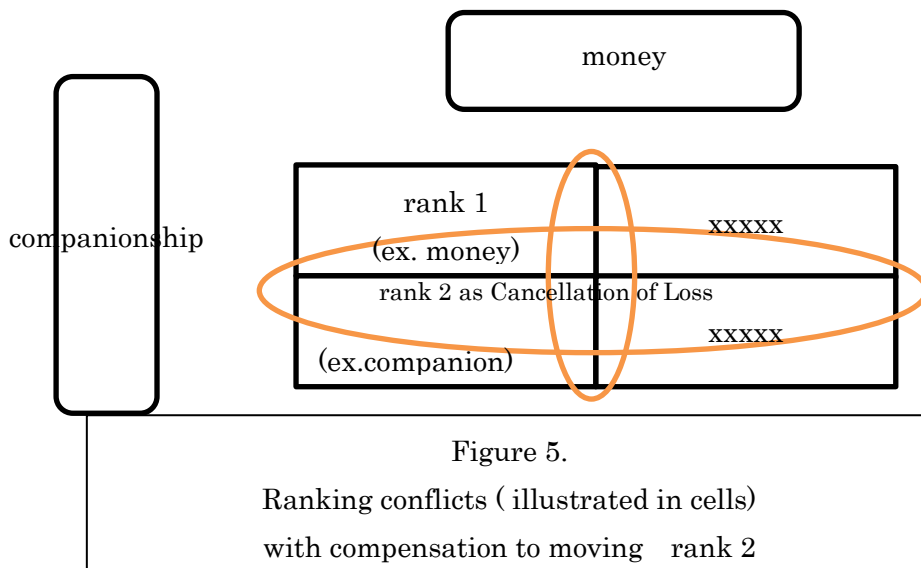 money
rank 1
xxxxx
companionship
(ex. money)
rank 2 as Cancellation of Loss
xxxxx
(ex.companion)
Figure 5.
Ranking conflicts ( illustrated in cells)
with compensation to moving rank 2